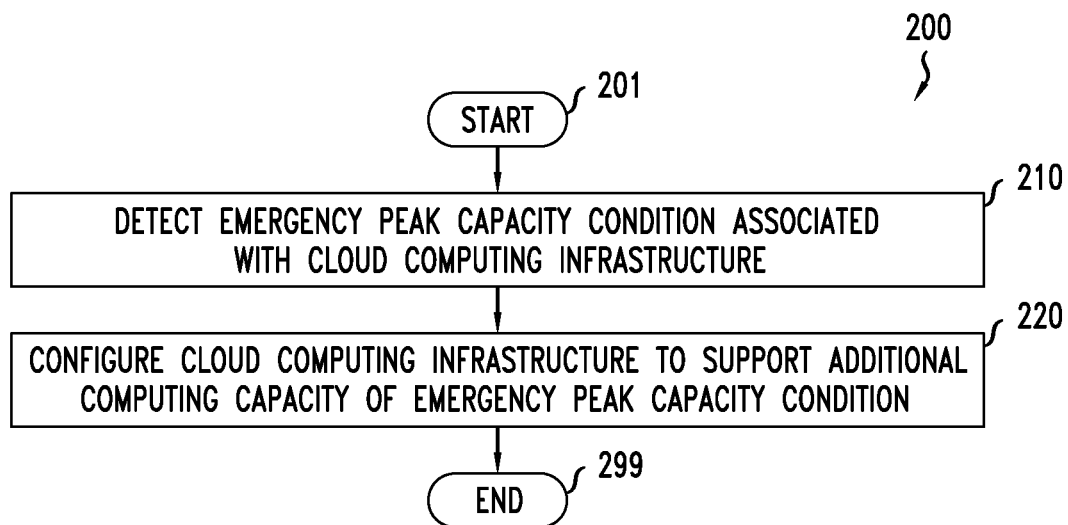 200
201
START
210
DETECT EMERGENCY PEAK CAPACITY CONDITION ASSOCIATED
WITH CLOUD COMPUTING INFRASTRUCTURE
220
CONFIGURE CLOUD COMPUTING INFRASTRUCTURE TO SUPPORT ADDITIONAL
COMPUTING CAPACITY OF EMERGENCY PEAK CAPACITY CONDITION
299
END